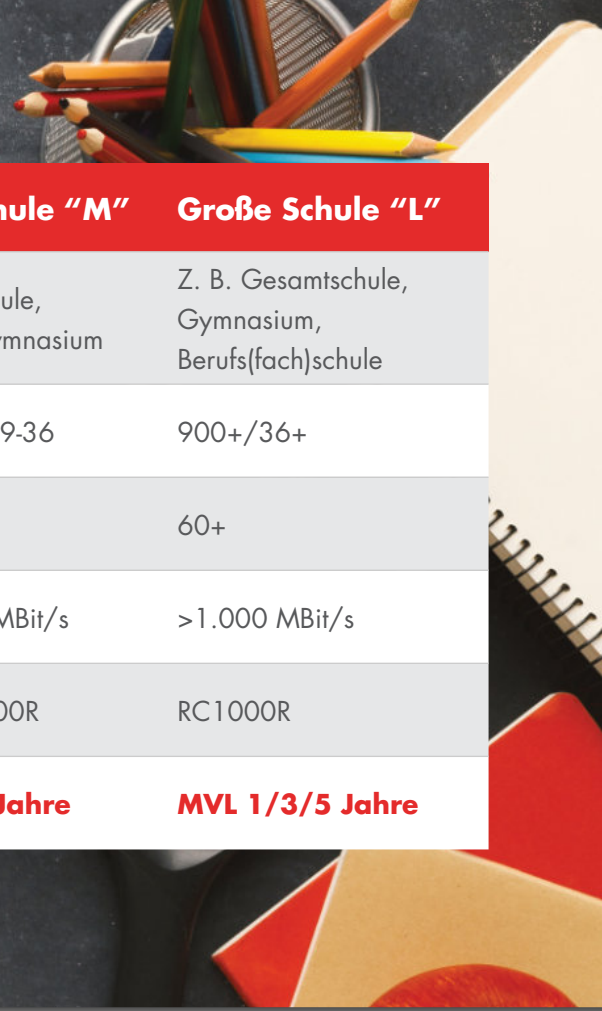 hule “M” Große Schule “L”
ule,
ymnasium
Z. B. Gesamtschule,
Gymnasium,
Berufs(fach)schule
9-36 900+/36+
60+
MBit/s >1.000 MBit/s
00R RC1000R
Jahre MVL 1/3/5 Jahre